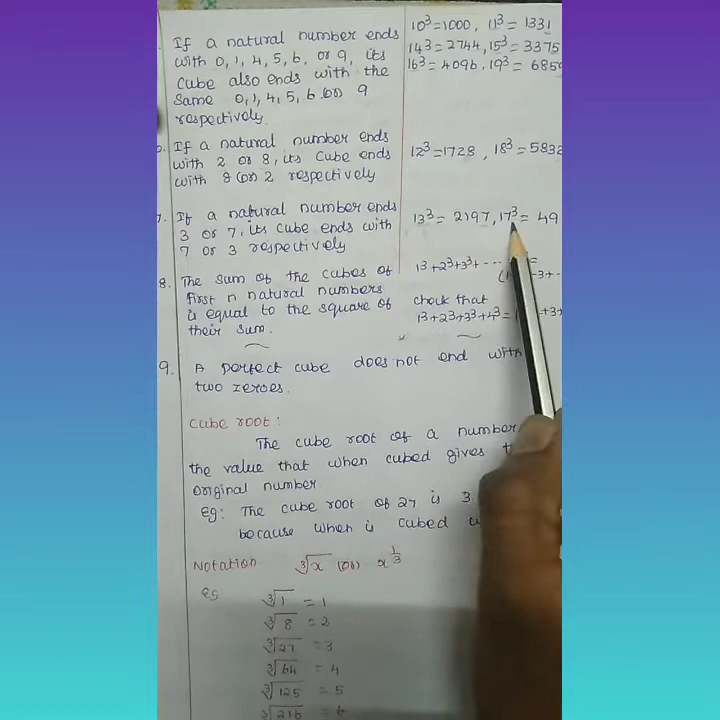 If a natural number ends
with 0, 1, 4, 5, 6, or 9, its
cube also ends with the
same 0, 1, 4, 5, 6 or 9
respectively.
10³=1000, 11³= 1331
14³=2744, 15³= 3375
16³=4096, 19³= 6859
If a natural number ends
with 2 or 8, its cube ends
with 8 (or) 2 respectively
12³=1728, 18³= 5832
7. If a natural number ends
3 or 7, its cube ends with
7 or 3 respectively
13³= 2197, 17³= 49
8. The sum of the cubes of
first n natural numbers
is equal to the square of
their sum.
1³+2³+3³+ ... =
check that
1³+2³+3³+4³=
9. A perfect cube does not end with
two zeroes.
Cube root:
The cube root of a number
the value that when cubed gives
original number.
eg: The cube root of 27 is 3
because when is cubed
Notation ∛x (or) x^(1/3)
Eg
∛1 = 1
∛8 = 2
∛27 = 3
∛64 = 4
∛125 = 5
∛216 = 6